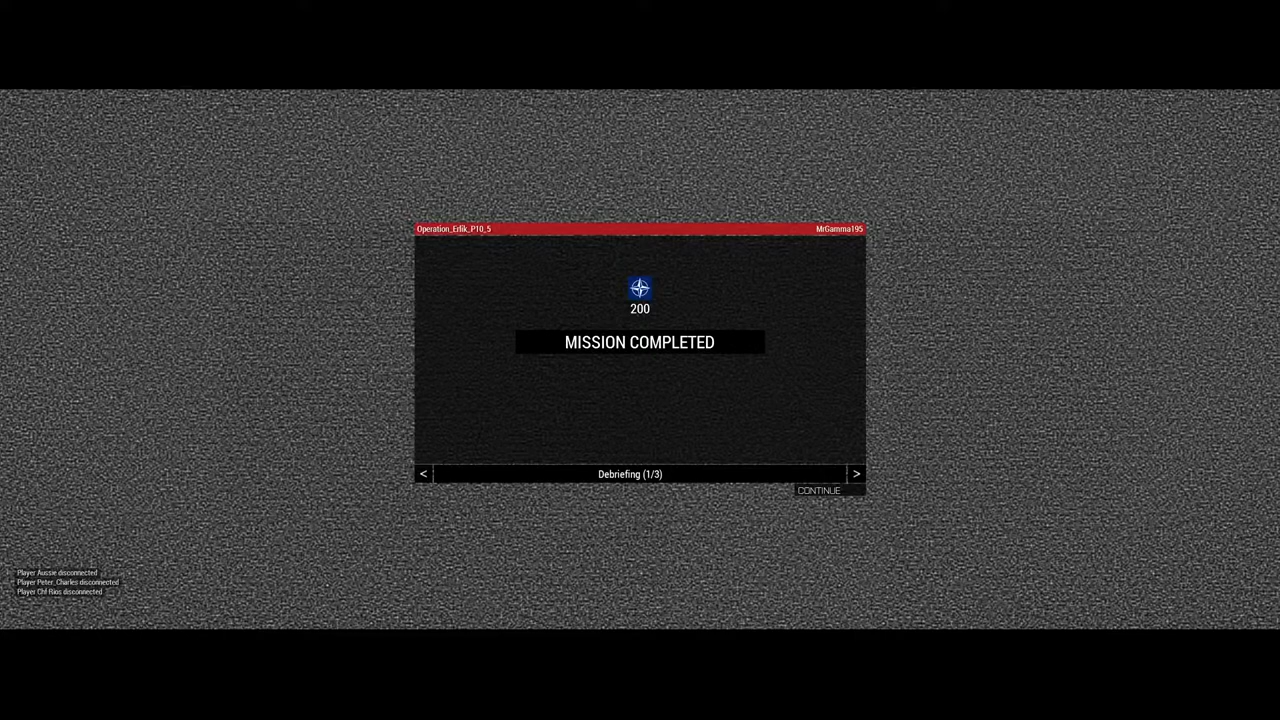 Operation_Erlik_P10_5 MrGamma195
200
MISSION COMPLETED
< Debriefing (1/3) >
CONTINUE
Player Aussie disconnected
Player Peter_Charles disconnected
Player Chf Rios disconnected